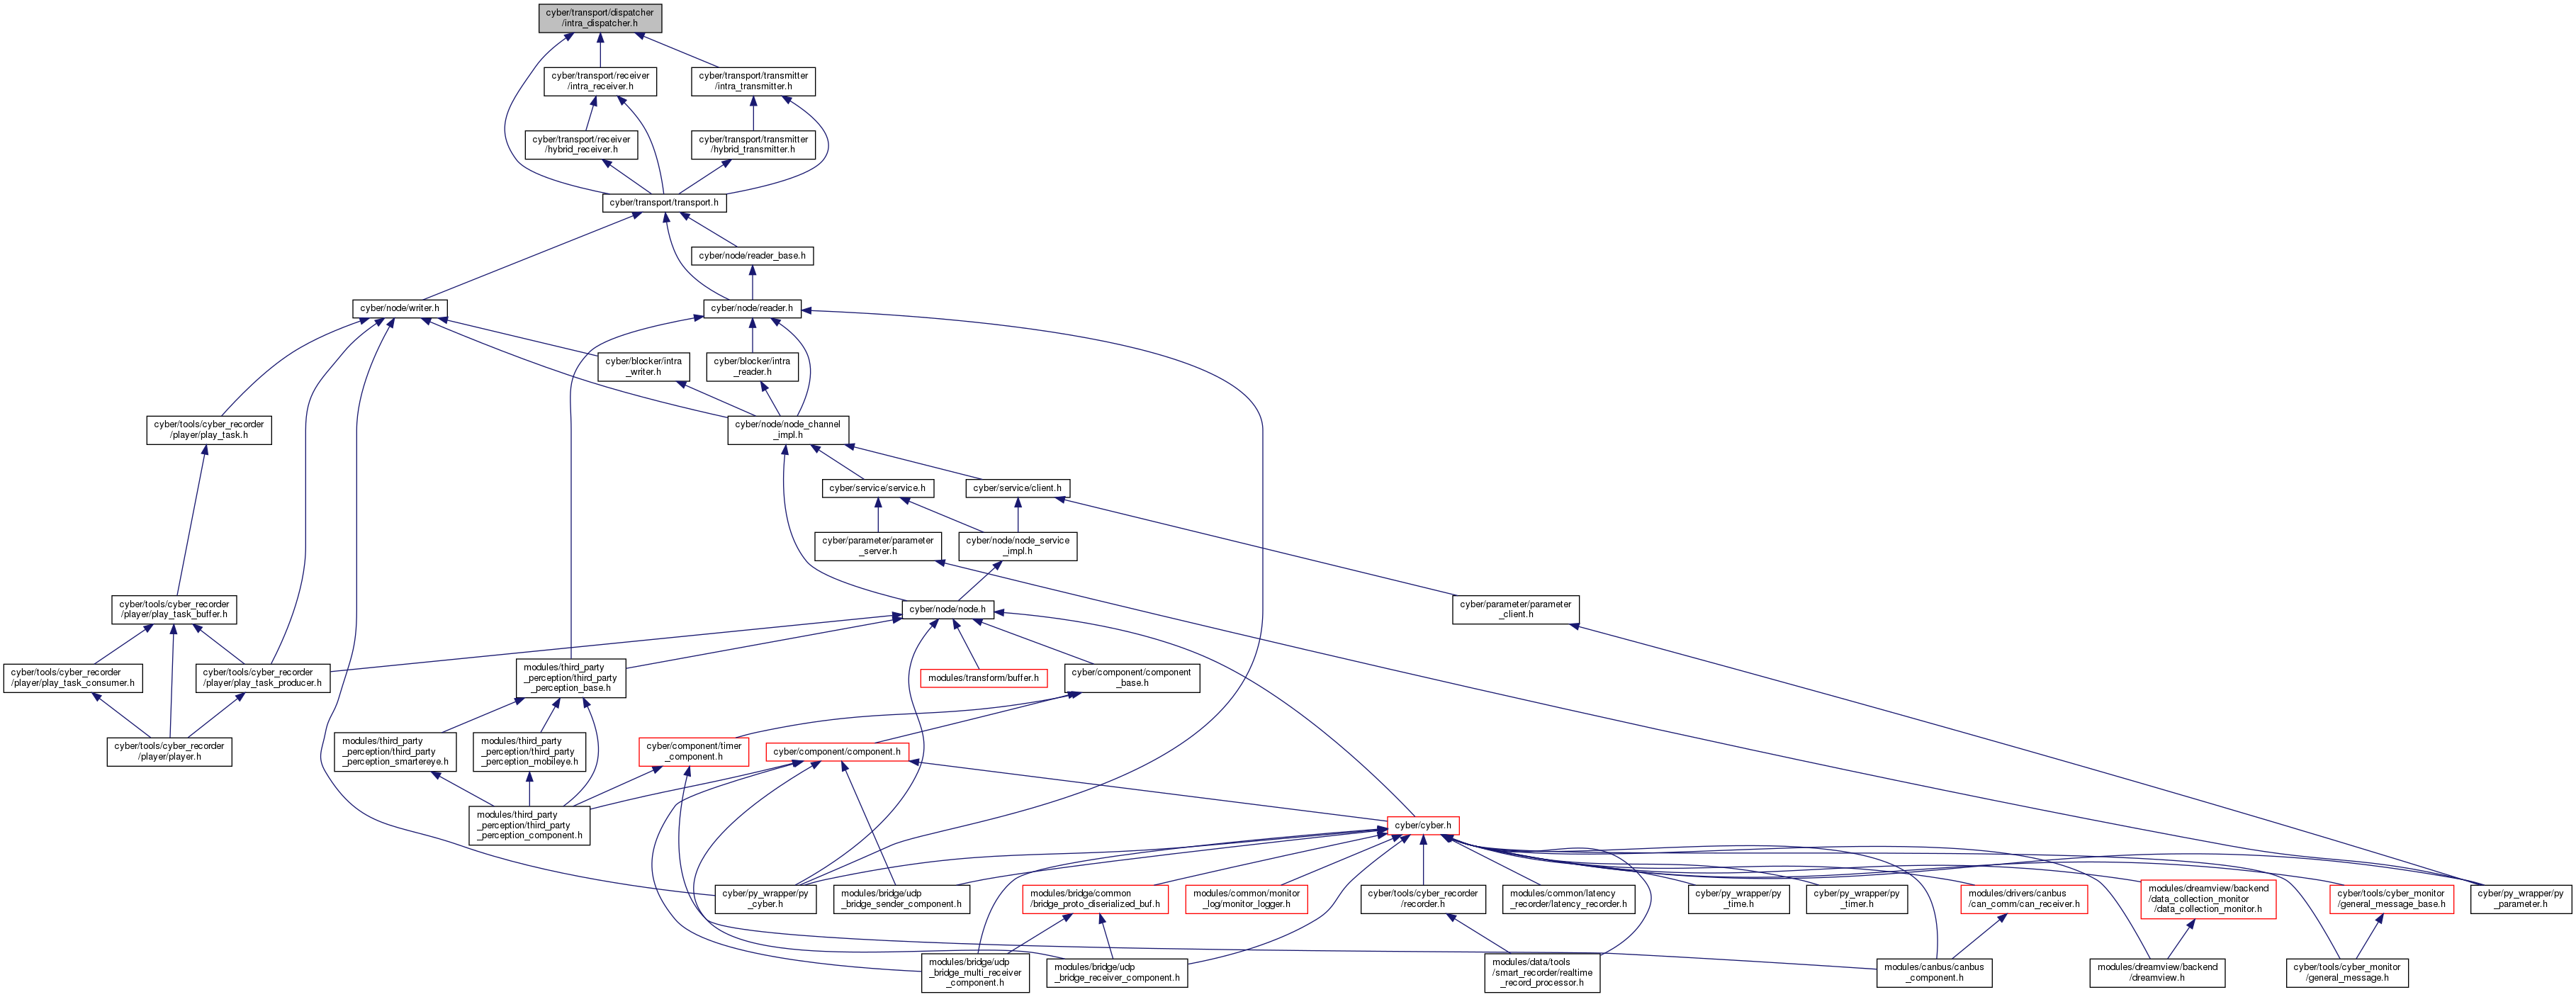 cyber/transport/dispatcher
/intra_dispatcher.h
cyber/transport/receiver
/intra_receiver.h
cyber/transport/transmitter
/intra_transmitter.h
cyber/transport/receiver
/hybrid_receiver.h
cyber/transport/transmitter
/hybrid_transmitter.h
cyber/transport/transport.h
cyber/node/reader_base.h
cyber/node/writer.h
cyber/node/reader.h
cyber/blocker/intra
_writer.h
cyber/blocker/intra
_reader.h
cyber/tools/cyber_recorder
/player/play_task.h
cyber/node/node_channel
_impl.h
cyber/service/service.h
cyber/service/client.h
cyber/parameter/parameter
_server.h
cyber/node/node_service
_impl.h
cyber/tools/cyber_recorder
/player/play_task_buffer.h
cyber/node/node.h
cyber/parameter/parameter
_client.h
cyber/tools/cyber_recorder
/player/play_task_consumer.h
cyber/tools/cyber_recorder
/player/play_task_producer.h
modules/third_party
_perception/third_party
_perception_base.h
modules/transform/buffer.h
cyber/component/component
_base.h
cyber/tools/cyber_recorder
/player/player.h
modules/third_party
_perception/third_party
_perception_smartereye.h
modules/third_party
_perception/third_party
_perception_mobileye.h
cyber/component/timer
_component.h
cyber/component/component.h
modules/third_party
_perception/third_party
_perception_component.h
cyber/cyber.h
cyber/py_wrapper/py
_cyber.h
modules/bridge/udp
_bridge_sender_component.h
modules/bridge/common
/bridge_proto_diserialized_buf.h
modules/common/monitor
_log/monitor_logger.h
cyber/tools/cyber_recorder
/recorder.h
modules/common/latency
_recorder/latency_recorder.h
cyber/py_wrapper/py
_time.h
cyber/py_wrapper/py
_timer.h
modules/drivers/canbus
/can_comm/can_receiver.h
modules/dreamview/backend
/data_collection_monitor
/data_collection_monitor.h
cyber/tools/cyber_monitor
/general_message_base.h
cyber/py_wrapper/py
_parameter.h
modules/bridge/udp
_bridge_multi_receiver
_component.h
modules/bridge/udp
_bridge_receiver_component.h
modules/data/tools
/smart_recorder/realtime
_record_processor.h
modules/canbus/canbus
_component.h
modules/dreamview/backend
/dreamview.h
cyber/tools/cyber_monitor
/general_message.h